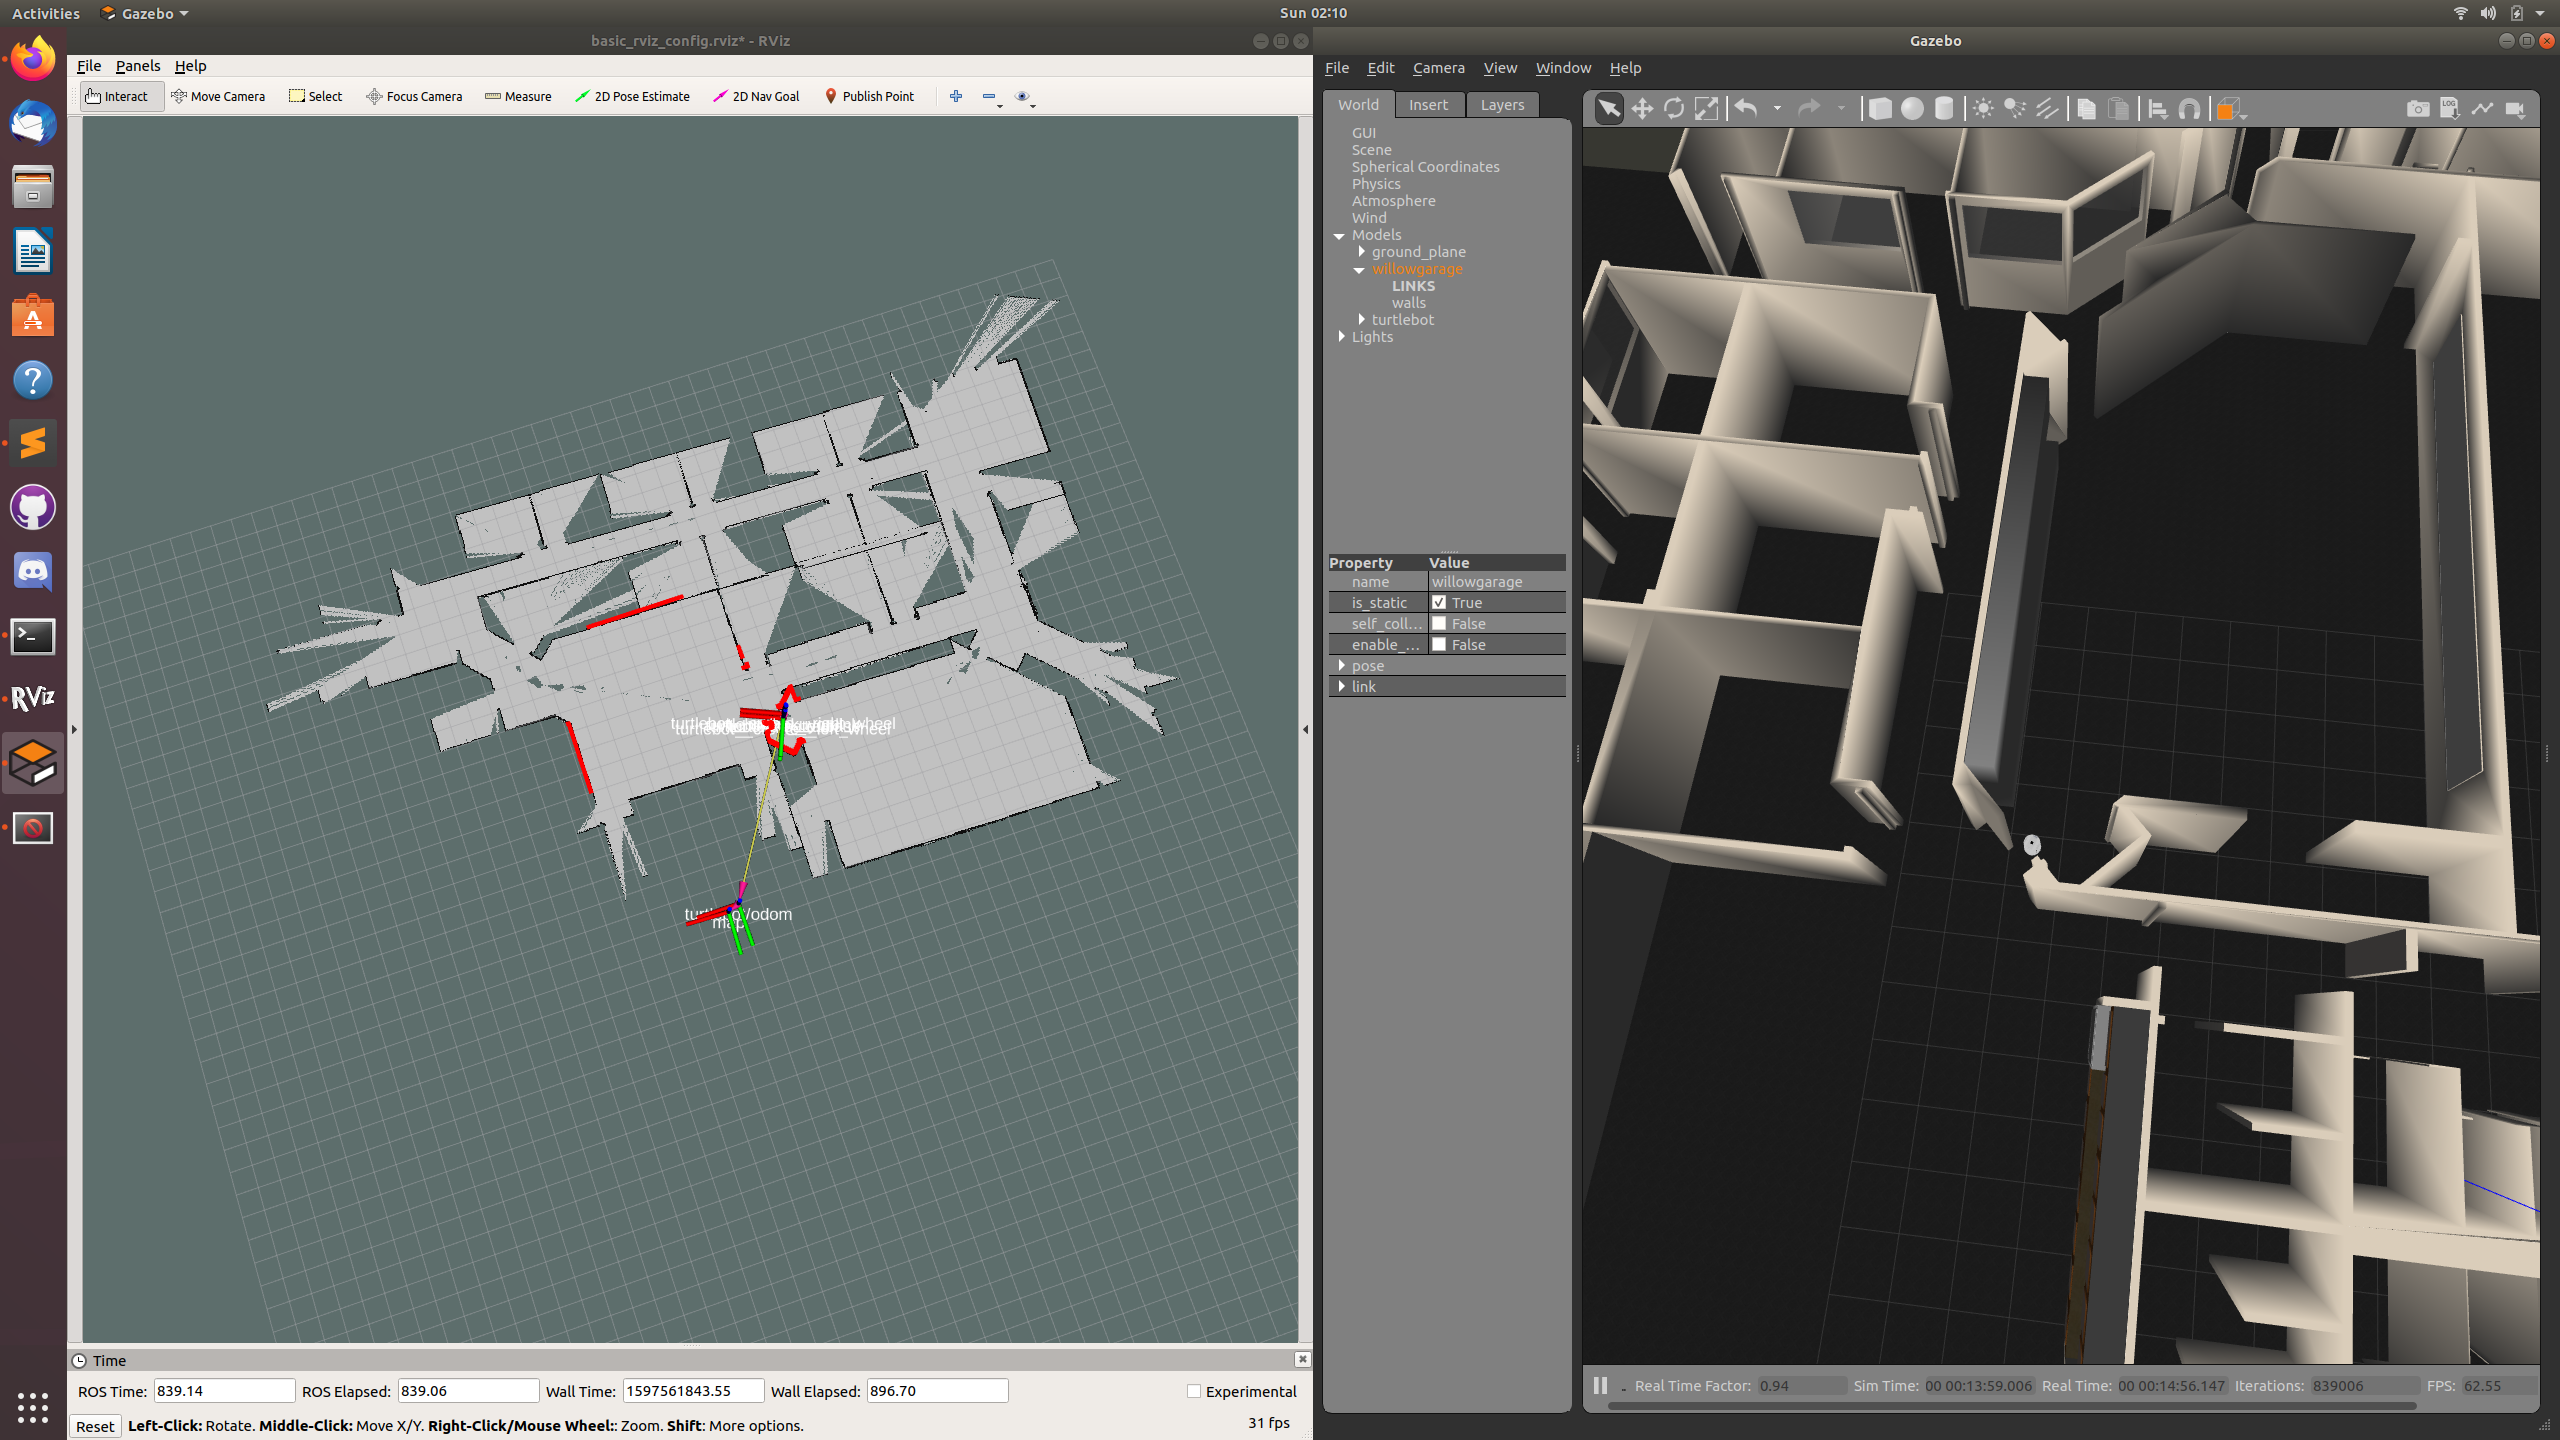 Activities Gazebo Sun 02:10
basic_rviz_config.rviz* - RViz
File Panels Help
Interact Move Camera Select Focus Camera Measure 2D Pose Estimate 2D Nav Goal Publish Point
wheel
turtlebot
wheel
odom
map
Time
ROS Time: 839.14 ROS Elapsed: 839.06 Wall Time: 1597561843.55 Wall Elapsed: 896.70 Experimental
Reset Left-Click: Rotate. Middle-Click: Move X/Y. Right-Click/Mouse Wheel:: Zoom. Shift: More options. 31 fps
RViz
Gazebo
File Edit Camera View Window Help
World Insert Layers
LOG
GUI
Scene
Spherical Coordinates
Physics
Atmosphere
Wind
Models
ground_plane
willowgarage
LINKS
walls
turtlebot
Lights
Property Value
name willowgarage
is_static True
self_coll... False
enable_... False
pose
link
Real Time Factor: 0.94 Sim Time: 00 00:13:59.006 Real Time: 00 00:14:56.147 Iterations: 839006 FPS: 62.55